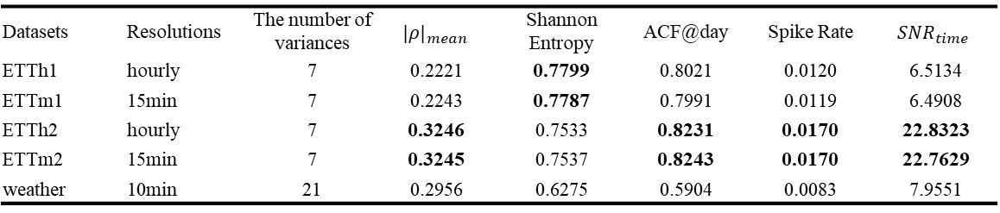 Datasets Resolutions The number of variances |ρ|mean Shannon Entropy ACF@day Spike Rate SNRtime
ETTh1 hourly 7 0.2221 0.7799 0.8021 0.0120 6.5134
ETTm1 15min 7 0.2243 0.7787 0.7991 0.0119 6.4908
ETTh2 hourly 7 0.3246 0.7533 0.8231 0.0170 22.8323
ETTm2 15min 7 0.3245 0.7537 0.8243 0.0170 22.7629
weather 10min 21 0.2956 0.6275 0.5904 0.0083 7.9551